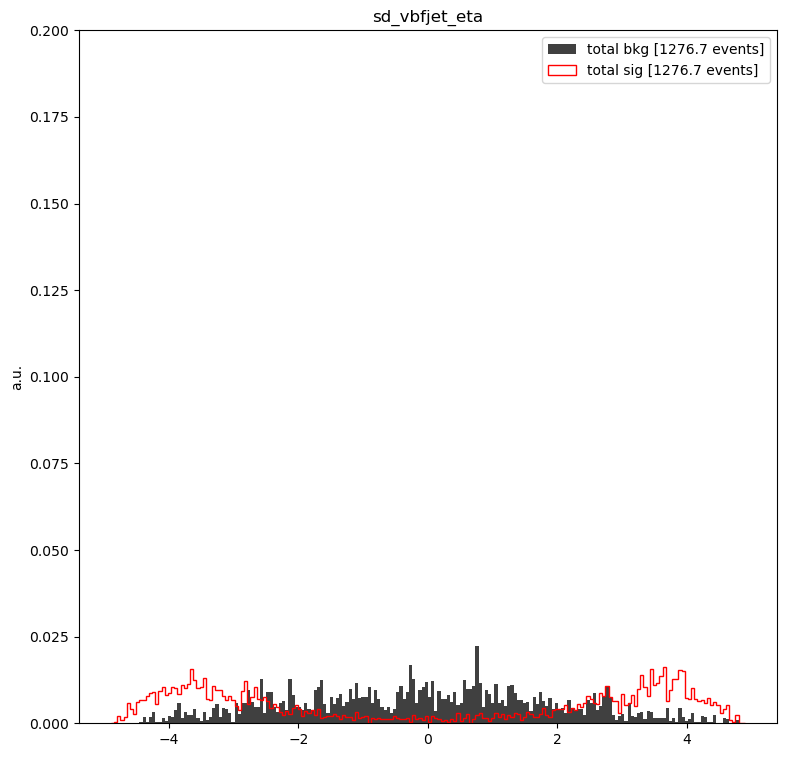 sd_vbfjet_eta
total bkg [1276.7 events]
total sig [1276.7 events]
a.u.
0.200
0.175
0.150
0.125
0.100
0.075
0.050
0.025
0.000
−4 −2 0 2 4